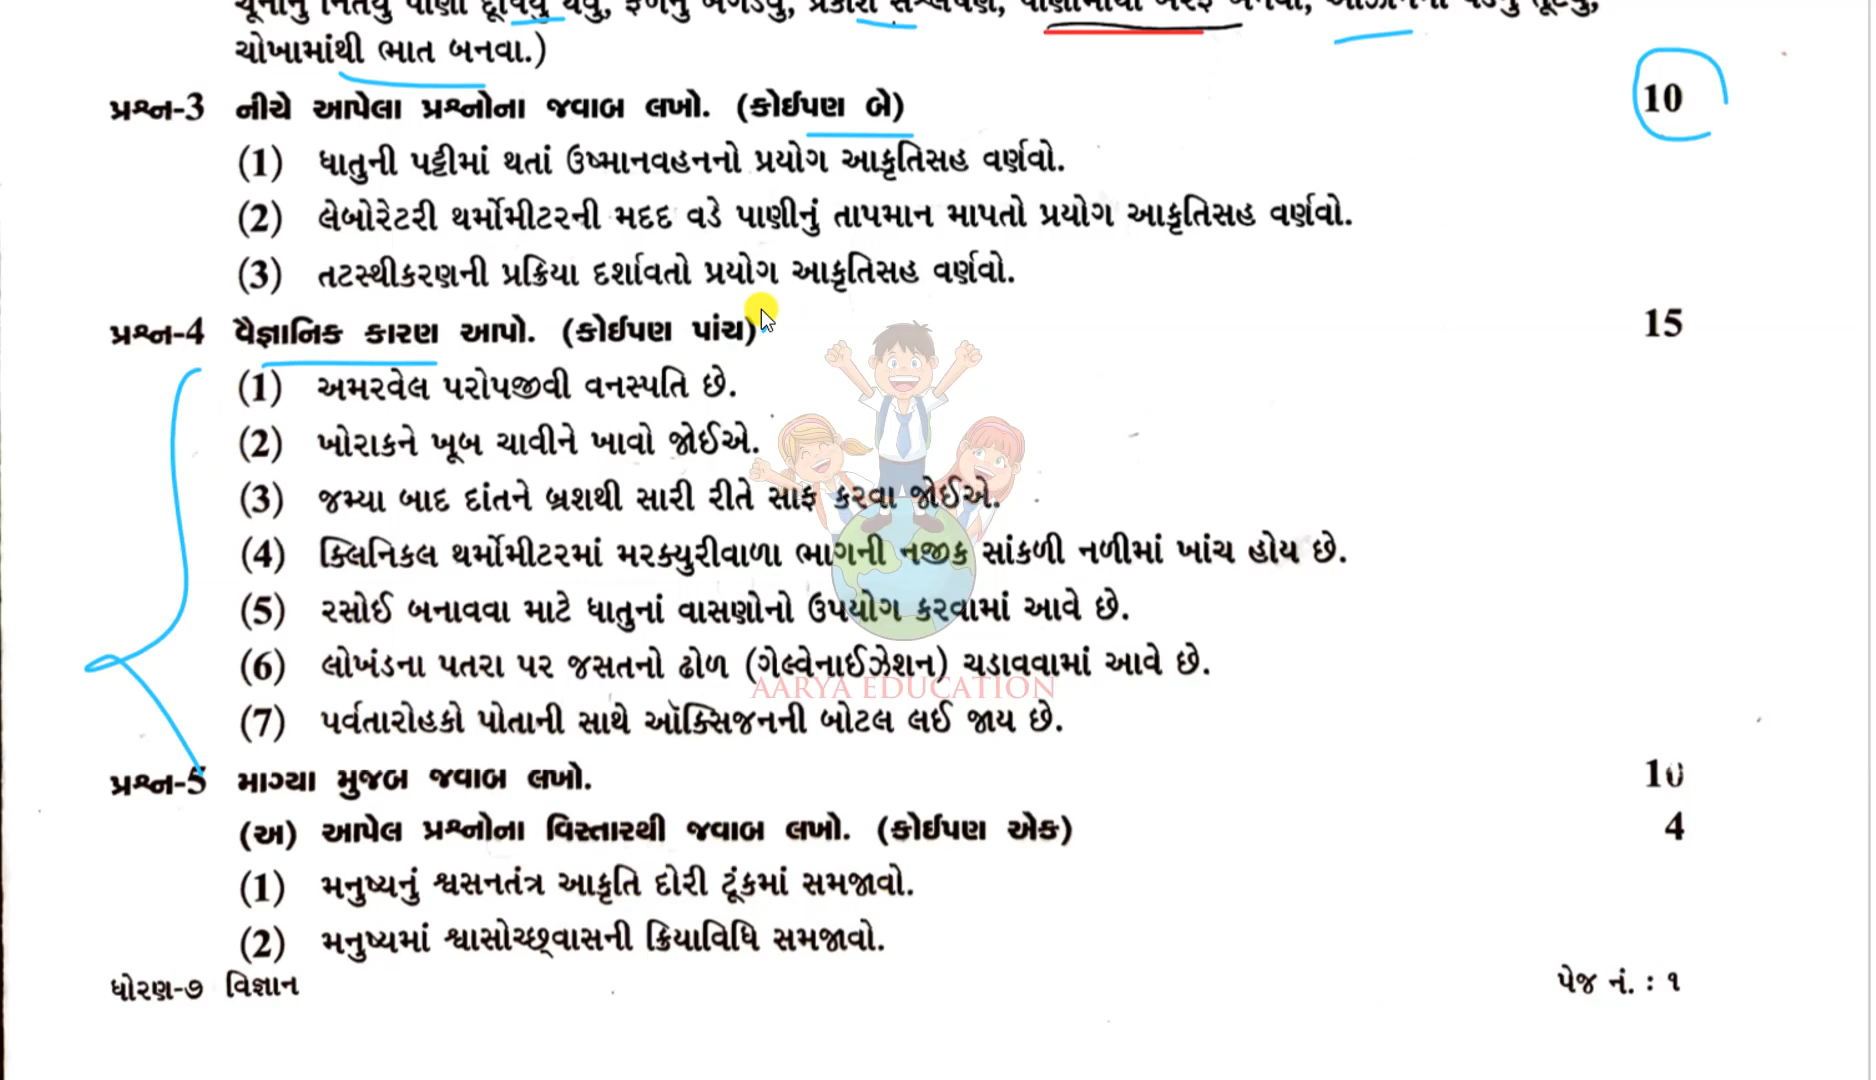 ચોખામાંથી ભાત બનવા.)
પ્રશ્ન-3 નીચે આપેલા પ્રશ્નોના જવાબ લખો. (કોઈપણ બે) 10
(1) ધાતુની પટ્ટીમાં થતાં ઉષ્માનવહનનો પ્રયોગ આકૃતિસહ વર્ણવો.
(2) લેબોરેટરી થર્મોમીટરની મદદ વડે પાણીનું તાપમાન માપતો પ્રયોગ આકૃતિસહ વર્ણવો.
(3) તટસ્થીકરણની પ્રક્રિયા દર્શાવતો પ્રયોગ આકૃતિસહ વર્ણવો.
પ્રશ્ન-4 વૈજ્ઞાનિક કારણ આપો. (કોઈપણ પાંચ) 15
(1) અમરવેલ પરોપજીવી વનસ્પતિ છે.
(2) ખોરાકને ખૂબ ચાવીને ખાવો જોઈએ.
(3) જમ્યા બાદ દાંતને બ્રશથી સારી રીતે સાફ કરવા જોઈએ.
(4) ક્લિનિકલ થર્મોમીટરમાં મરક્યુરીવાળા ભાગની નજીક સાંકળી નળીમાં ખાંચ હોય છે.
(5) રસોઈ બનાવવા માટે ધાતુનાં વાસણોનો ઉપયોગ કરવામાં આવે છે.
(6) લોખંડના પતરા પર જસતનો ઢોળ (ગેલ્વેનાઈઝેશન) ચડાવવામાં આવે છે.
AARYA EDUCATION
(7) પર્વતારોહકો પોતાની સાથે ઑક્સિજનની બોટલ લઈ જાય છે.
પ્રશ્ન-5 માગ્યા મુજબ જવાબ લખો. 10
(અ) આપેલ પ્રશ્નોના વિસ્તારથી જવાબ લખો. (કોઈપણ એક) 4
(1) મનુષ્યનું શ્વસનતંત્ર આકૃતિ દોરી ટૂંકમાં સમજાવો.
(2) મનુષ્યમાં શ્વાસોચ્છ્વાસની ક્રિયાવિધિ સમજાવો.
ધોરણ-૭ વિજ્ઞાન પેજ નં. : ૧